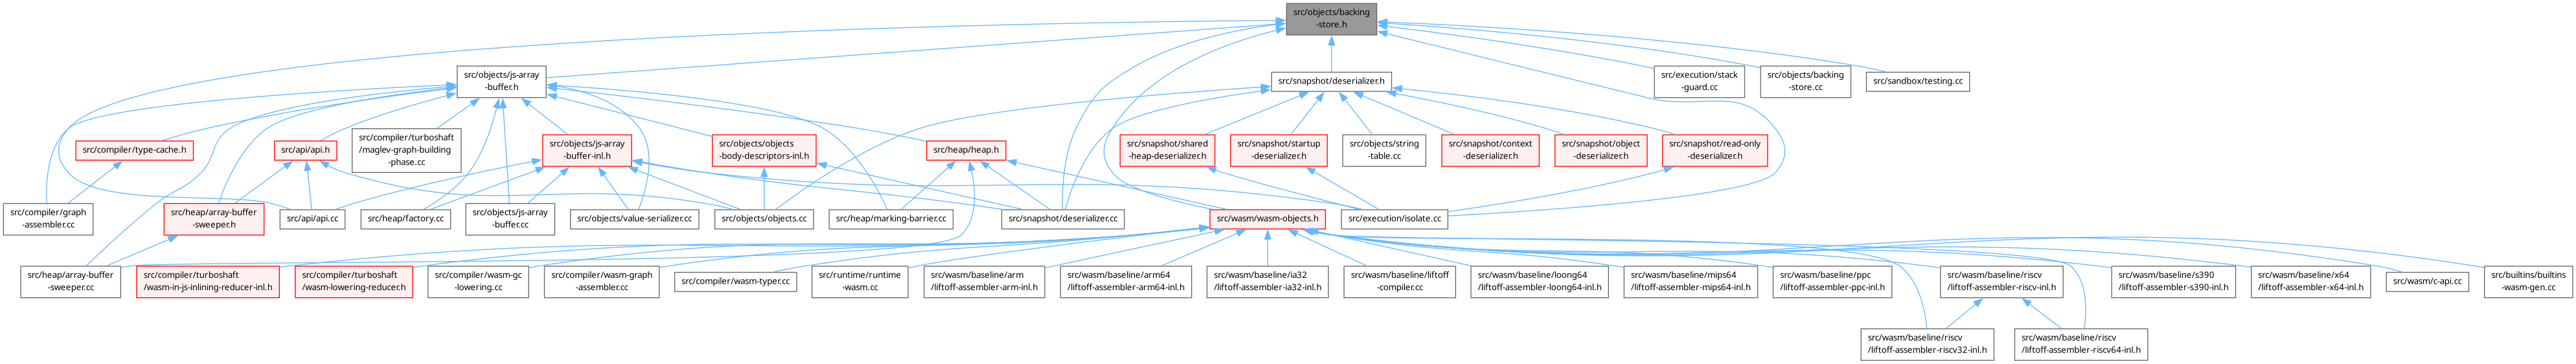 src/objects/backing
-store.h
src/objects/js-array
-buffer.h
src/snapshot/deserializer.h
src/execution/stack
-guard.cc
src/objects/backing
-store.cc
src/sandbox/testing.cc
src/compiler/type-cache.h
src/api/api.h
src/compiler/turboshaft
/maglev-graph-building
-phase.cc
src/objects/js-array
-buffer-inl.h
src/objects/objects
-body-descriptors-inl.h
src/heap/heap.h
src/snapshot/shared
-heap-deserializer.h
src/snapshot/startup
-deserializer.h
src/objects/string
-table.cc
src/snapshot/context
-deserializer.h
src/snapshot/object
-deserializer.h
src/snapshot/read-only
-deserializer.h
src/compiler/graph
-assembler.cc
src/heap/array-buffer
-sweeper.h
src/api/api.cc
src/heap/factory.cc
src/objects/js-array
-buffer.cc
src/objects/value-serializer.cc
src/objects/objects.cc
src/heap/marking-barrier.cc
src/snapshot/deserializer.cc
src/wasm/wasm-objects.h
src/execution/isolate.cc
src/heap/array-buffer
-sweeper.cc
src/compiler/turboshaft
/wasm-in-js-inlining-reducer-inl.h
src/compiler/turboshaft
/wasm-lowering-reducer.h
src/compiler/wasm-gc
-lowering.cc
src/compiler/wasm-graph
-assembler.cc
src/compiler/wasm-typer.cc
src/runtime/runtime
-wasm.cc
src/wasm/baseline/arm
/liftoff-assembler-arm-inl.h
src/wasm/baseline/arm64
/liftoff-assembler-arm64-inl.h
src/wasm/baseline/ia32
/liftoff-assembler-ia32-inl.h
src/wasm/baseline/liftoff
-compiler.cc
src/wasm/baseline/loong64
/liftoff-assembler-loong64-inl.h
src/wasm/baseline/mips64
/liftoff-assembler-mips64-inl.h
src/wasm/baseline/ppc
/liftoff-assembler-ppc-inl.h
src/wasm/baseline/riscv
/liftoff-assembler-riscv-inl.h
src/wasm/baseline/s390
/liftoff-assembler-s390-inl.h
src/wasm/baseline/x64
/liftoff-assembler-x64-inl.h
src/wasm/c-api.cc
src/builtins/builtins
-wasm-gen.cc
src/wasm/baseline/riscv
/liftoff-assembler-riscv32-inl.h
src/wasm/baseline/riscv
/liftoff-assembler-riscv64-inl.h